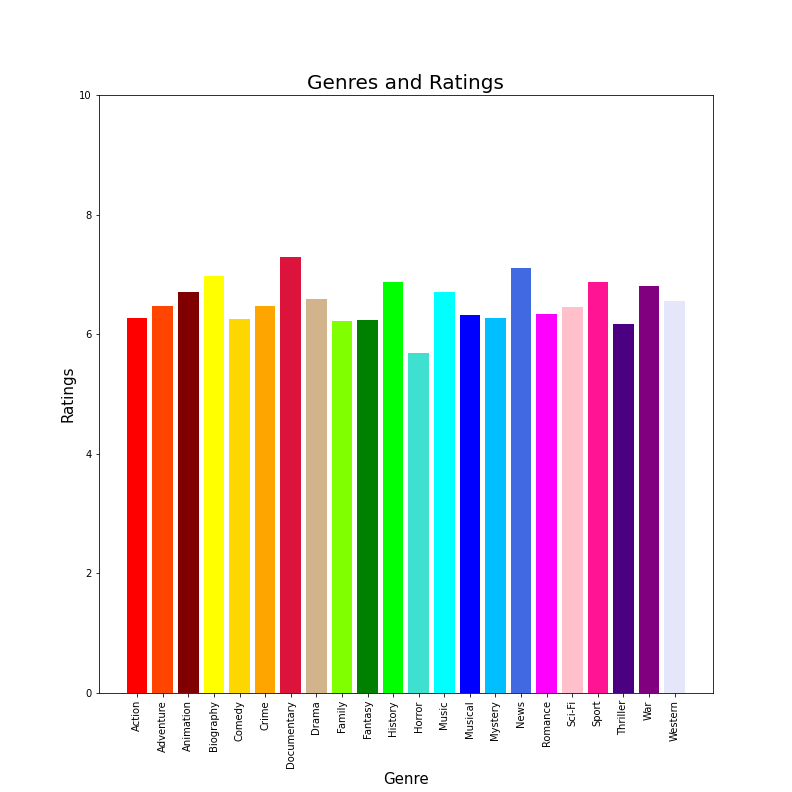 Genres and Ratings
10
8
6
4
2
0
Ratings
Action
Adventure
Animation
Biography
Comedy
Crime
Documentary
Drama
Family
Fantasy
History
Horror
Music
Musical
Mystery
News
Romance
Sci-Fi
Sport
Thriller
War
Western
Genre